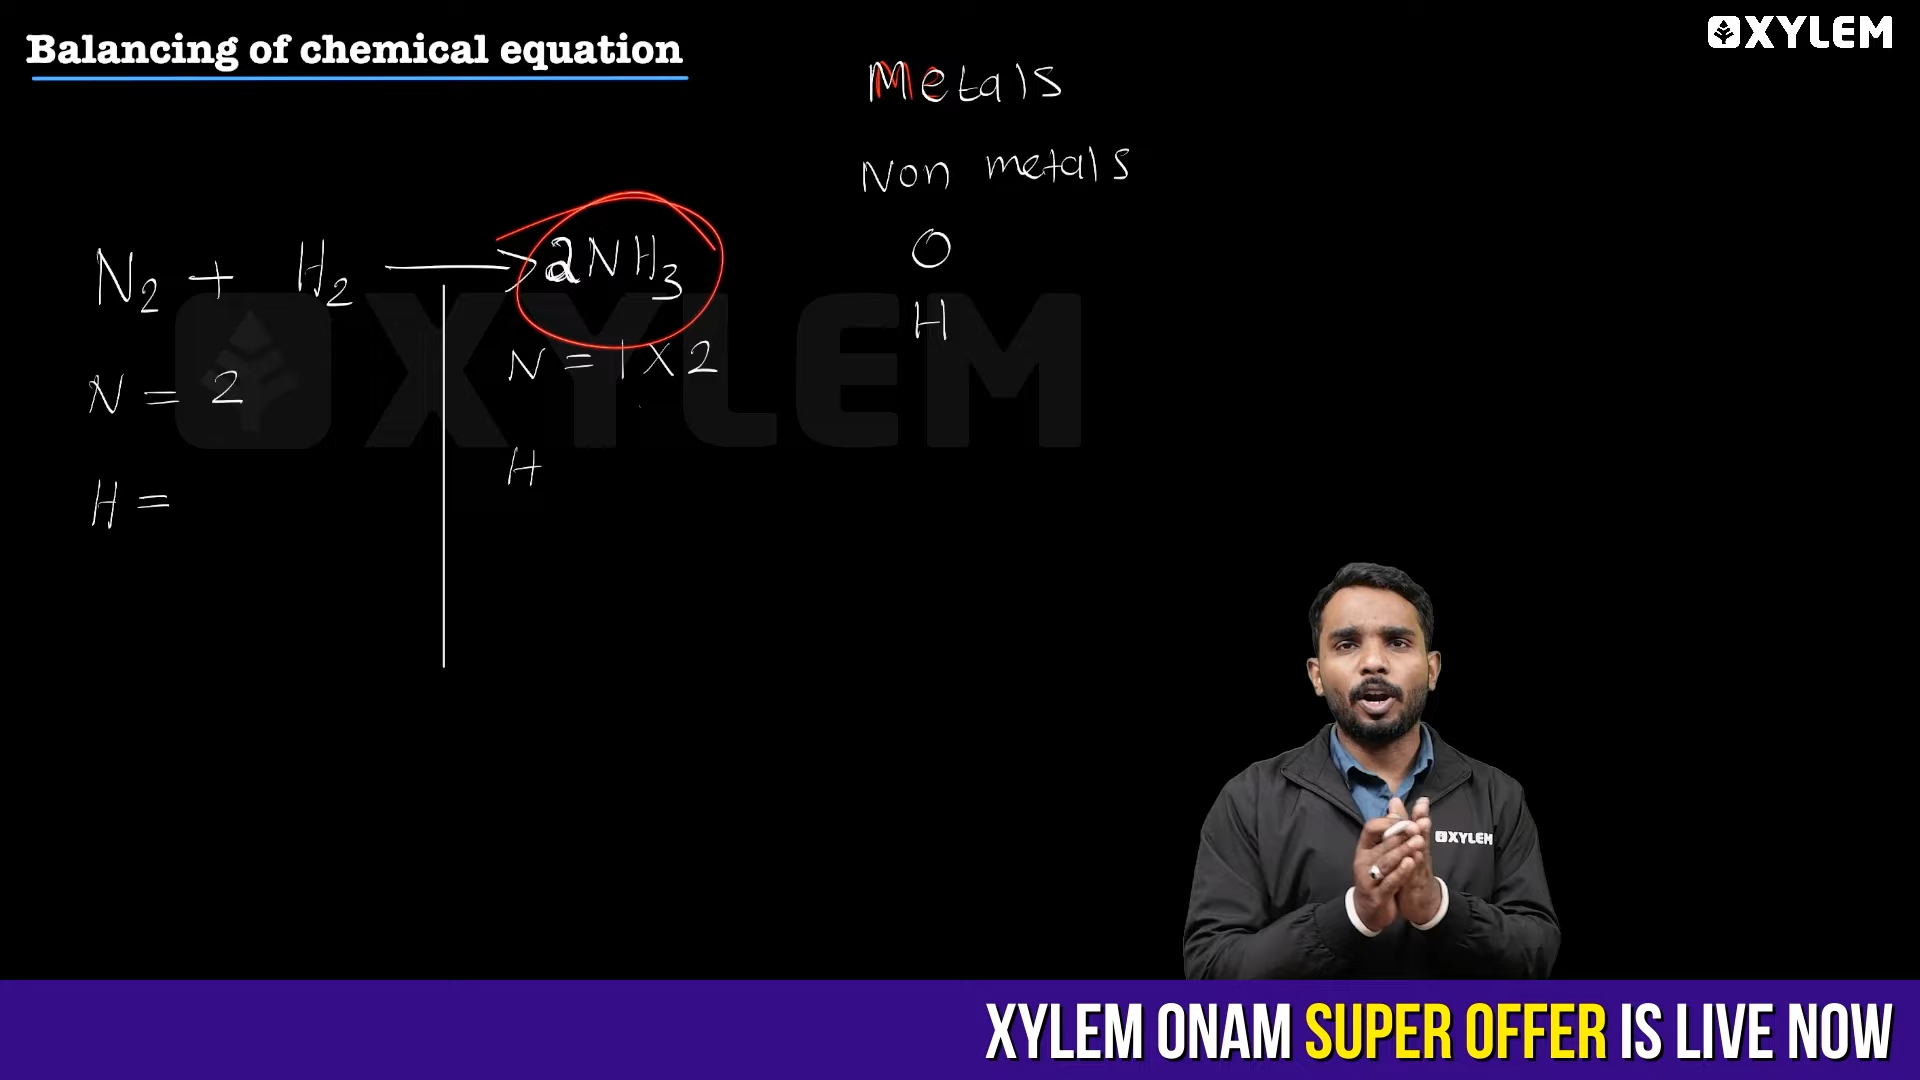 Balancing of chemical equation
XYLEM
Metals
Non metals
O
H
N2 + H2 → 2NH3
N = 2
N = 1 X 2
H =
H
XYLEM
XYLEM
XYLEM ONAM SUPER OFFER IS LIVE NOW